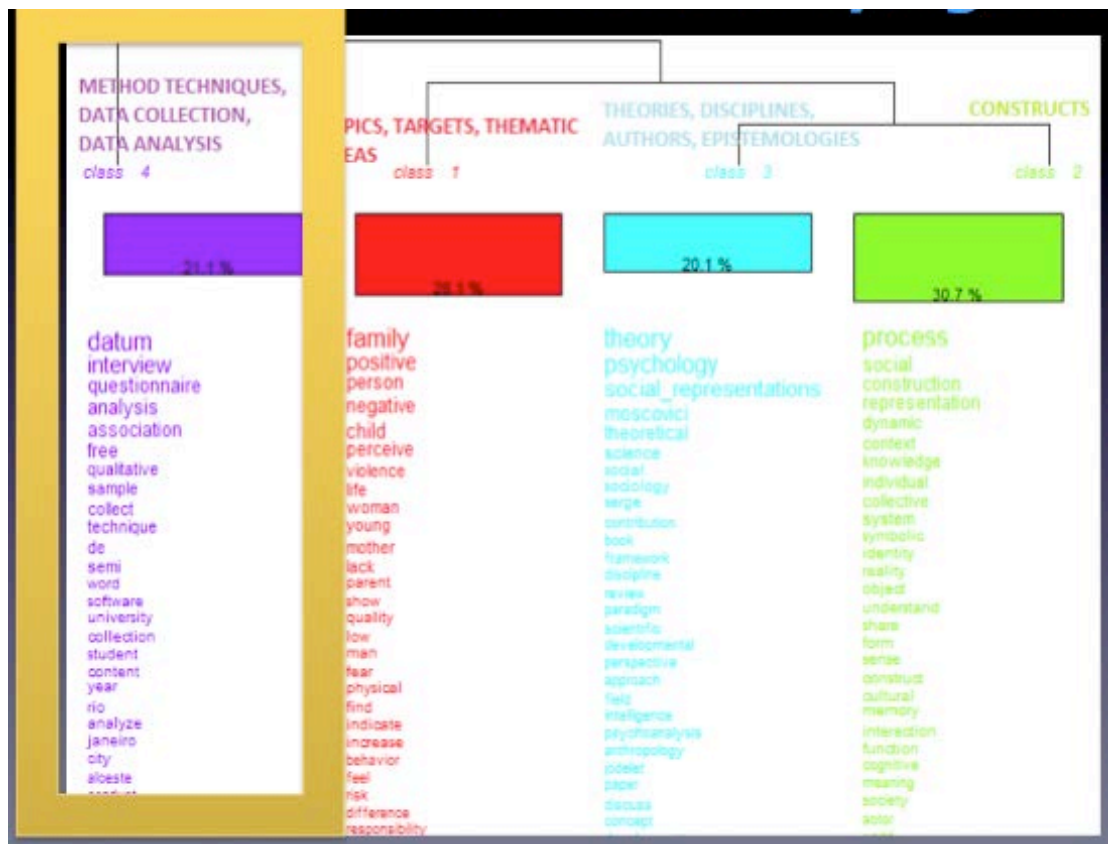 METHOD TECHNIQUES,
DATA COLLECTION,
DATA ANALYSIS
class 4
21.1 %
datum
interview
questionnaire
analysis
association
free
qualitative
sample
collect
technique
de
semi
word
software
university
collection
student
content
year
rio
analyze
janeiro
city
alceste
PICS, TARGETS, THEMATIC
EAS
class 1
28.1 %
family
positive
person
negative
child
perceive
violence
life
woman
young
mother
lack
parent
show
quality
low
man
fear
physical
find
indicate
increase
behavior
feel
risk
difference
responsibility
THEORIES, DISCIPLINES,
AUTHORS, EPISTEMOLOGIES
class 3
20.1 %
theory
psychology
social_representations
moscovici
theoretical
science
social
sociology
serge
contribution
book
framework
discipline
review
paradigm
scientific
developmental
perspective
approach
field
intelligence
psychoanalysis
anthropology
jodelet
paper
discuss
concept
CONSTRUCTS
class 2
30.7 %
process
social
construction
representation
dynamic
context
knowledge
individual
collective
system
symbolic
identity
reality
object
understand
share
form
sense
construct
cultural
memory
interaction
function
cognitive
meaning
society
actor